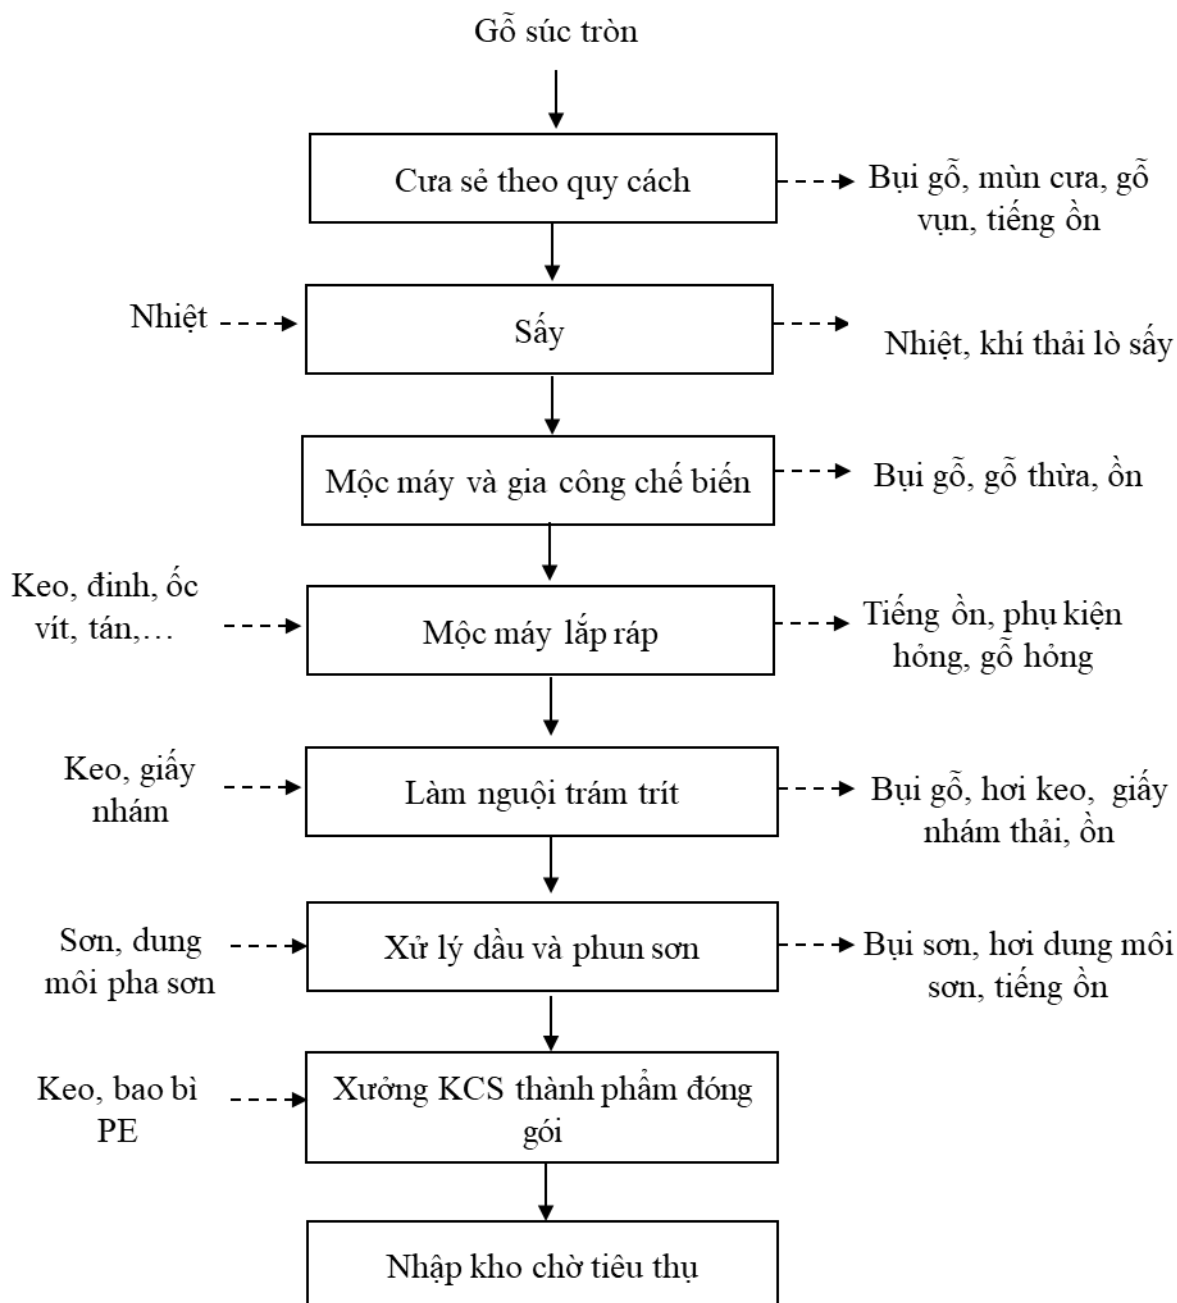 Gỗ súc tròn
Cưa sẻ theo quy cách
Bụi gỗ, mùn cưa, gỗ
vụn, tiếng ồn
Nhiệt
Sấy
Nhiệt, khí thải lò sấy
Mộc máy và gia công chế biến
Bụi gỗ, gỗ thừa, ồn
Keo, đinh, ốc
vít, tán,...
Mộc máy lắp ráp
Tiếng ồn, phụ kiện
hỏng, gỗ hỏng
Keo, giấy
nhám
Làm nguội trám trít
Bụi gỗ, hơi keo, giấy
nhám thải, ồn
Sơn, dung
môi pha sơn
Xử lý dầu và phun sơn
Bụi sơn, hơi dung môi
sơn, tiếng ồn
Keo, bao bì
PE
Xưởng KCS thành phẩm đóng
gói
Nhập kho chờ tiêu thụ